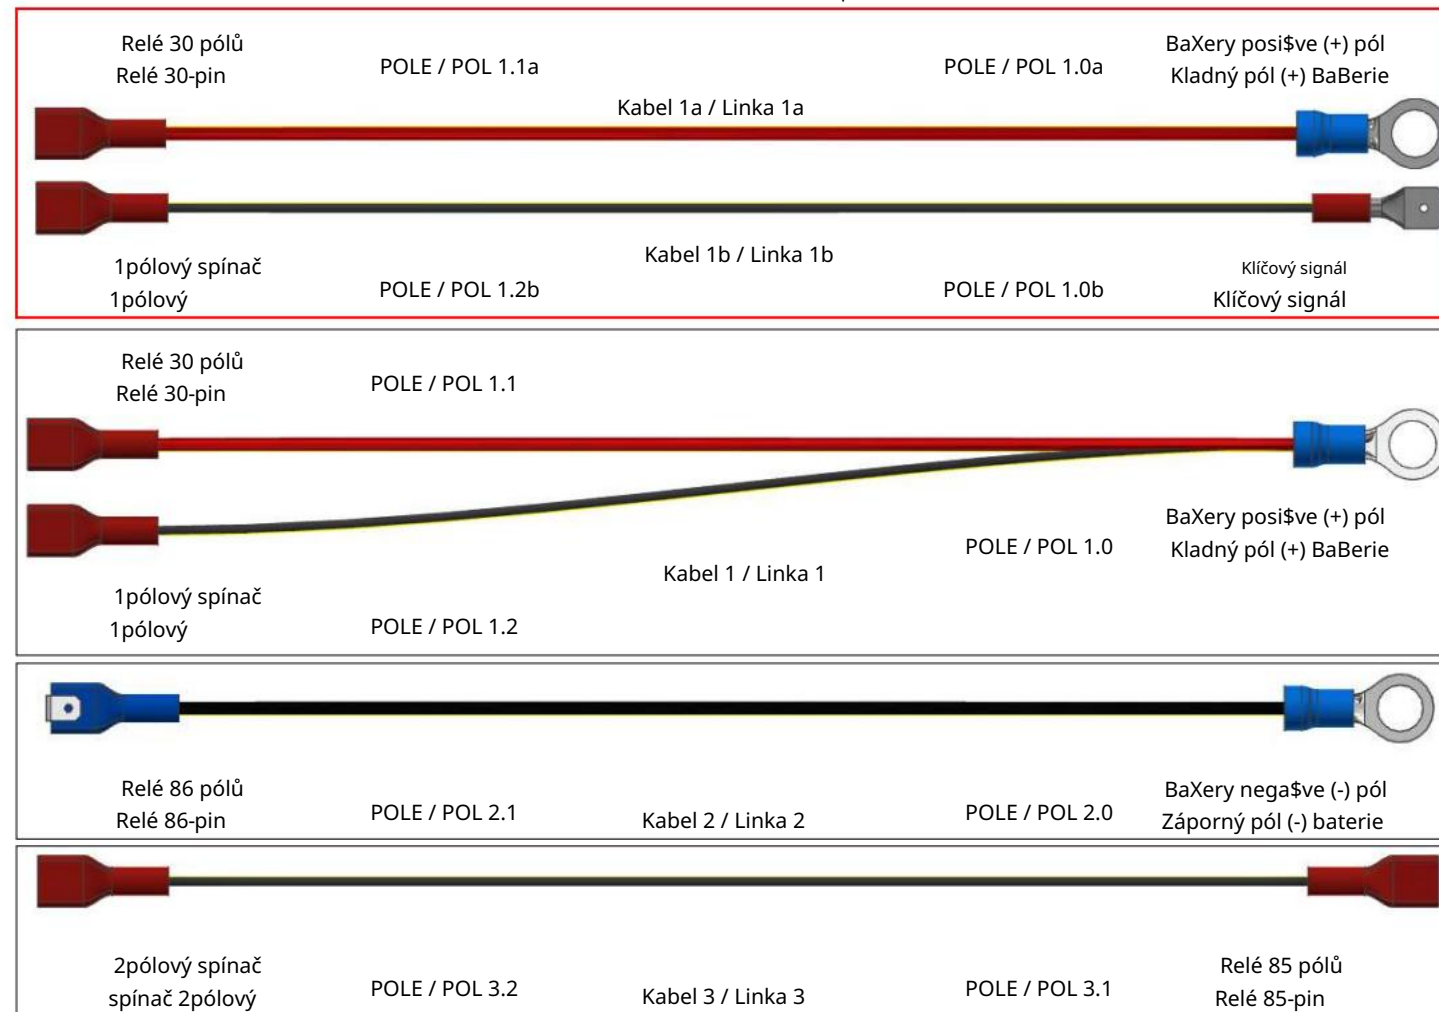 Relé 30 pólů
Relé 30-pin
POLE / POL 1.1a
POLE / POL 1.0a
BaXery posi$ve (+) pól
Kladný pól (+) BaBerie
Kabel 1a / Linka 1a
Kabel 1b / Linka 1b
1pólový spínač
1pólový
POLE / POL 1.2b
POLE / POL 1.0b
Klíčový signál
Klíčový signál
Relé 30 pólů
Relé 30-pin
POLE / POL 1.1
BaXery posi$ve (+) pól
Kladný pól (+) BaBerie
POLE / POL 1.0
Kabel 1 / Linka 1
1pólový spínač
1pólový
POLE / POL 1.2
Relé 86 pólů
Relé 86-pin
POLE / POL 2.1
Kabel 2 / Linka 2
POLE / POL 2.0
BaXery nega$ve (-) pól
Záporný pól (-) baterie
2pólový spínač
spínač 2pólový
POLE / POL 3.2
Kabel 3 / Linka 3
POLE / POL 3.1
Relé 85 pólů
Relé 85-pin